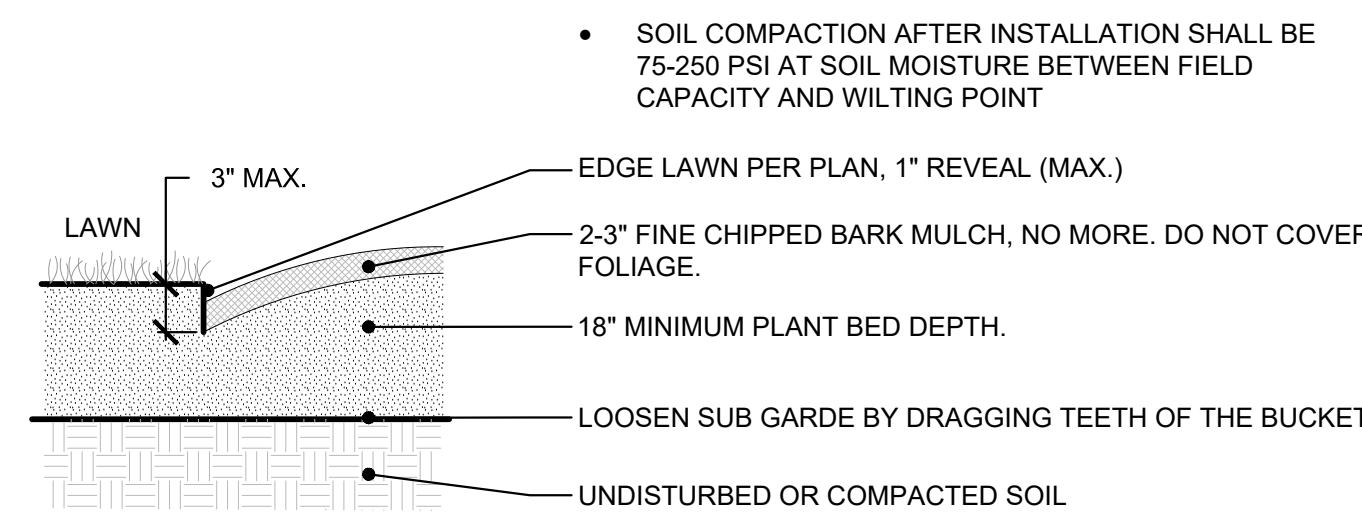 • SOIL COMPACTION AFTER INSTALLATION SHALL BE
75-250 PSI AT SOIL MOISTURE BETWEEN FIELD
CAPACITY AND WILTING POINT
3" MAX.
EDGE LAWN PER PLAN, 1" REVEAL (MAX.)
LAWN
2-3" FINE CHIPPED BARK MULCH, NO MORE. DO NOT COVER
FOLIAGE.
18" MINIMUM PLANT BED DEPTH.
LOOSEN SUB GARDE BY DRAGGING TEETH OF THE BUCKET
UNDISTURBED OR COMPACTED SOIL